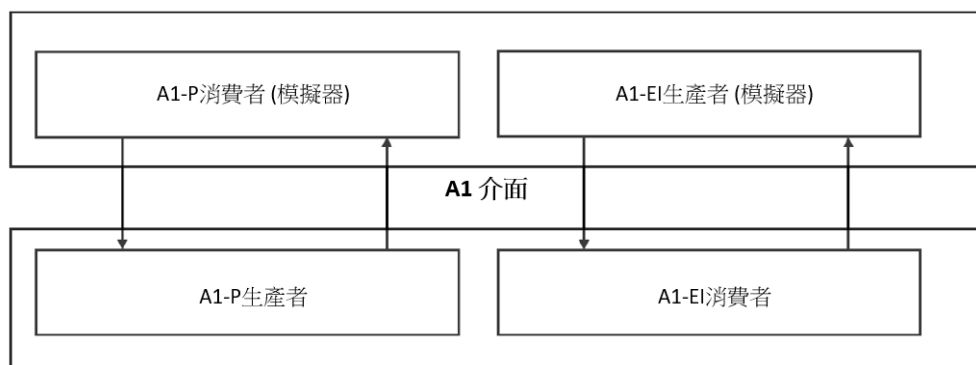 A1-P消費者 (模擬器)
A1-EI生產者 (模擬器)
A1 介面
A1-P生產者
A1-EI消費者